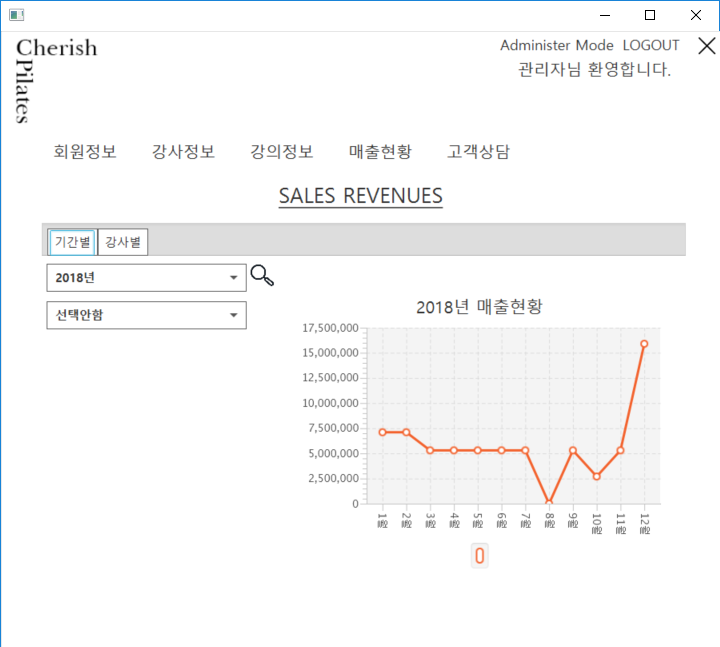 Cherish
Pilates
Administer Mode LOGOUT
관리자님 환영합니다.
회원정보 강사정보 강의정보 매출현황 고객상담
SALES REVENUES
기간별 강사별
2018년
선택안함
2018년 매출현황
17,500,000
15,000,000
12,500,000
10,000,000
7,500,000
5,000,000
2,500,000
0
1월 2월 3월 4월 5월 6월 7월 8월 9월 10월 11월 12월